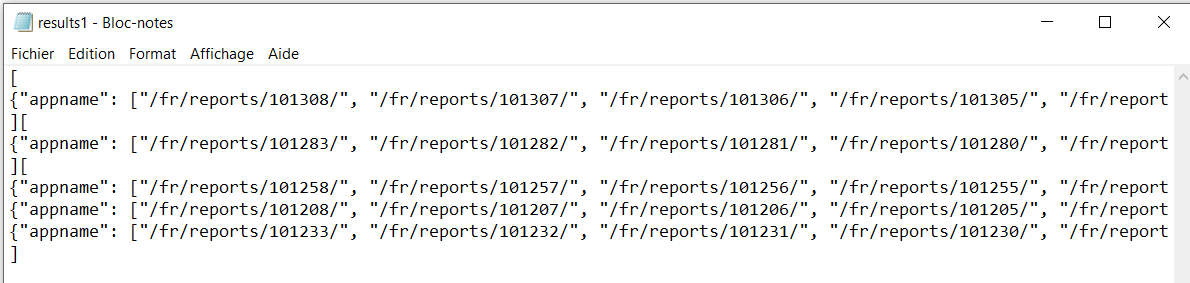 results1 - Bloc-notes
Fichier Edition Format Affichage Aide
[
{"appname": ["/fr/reports/101308/", "/fr/reports/101307/", "/fr/reports/101306/", "/fr/reports/101305/", "/fr/report
][
{"appname": ["/fr/reports/101283/", "/fr/reports/101282/", "/fr/reports/101281/", "/fr/reports/101280/", "/fr/report
][
{"appname": ["/fr/reports/101258/", "/fr/reports/101257/", "/fr/reports/101256/", "/fr/reports/101255/", "/fr/report
{"appname": ["/fr/reports/101208/", "/fr/reports/101207/", "/fr/reports/101206/", "/fr/reports/101205/", "/fr/report
{"appname": ["/fr/reports/101233/", "/fr/reports/101232/", "/fr/reports/101231/", "/fr/reports/101230/", "/fr/report
]